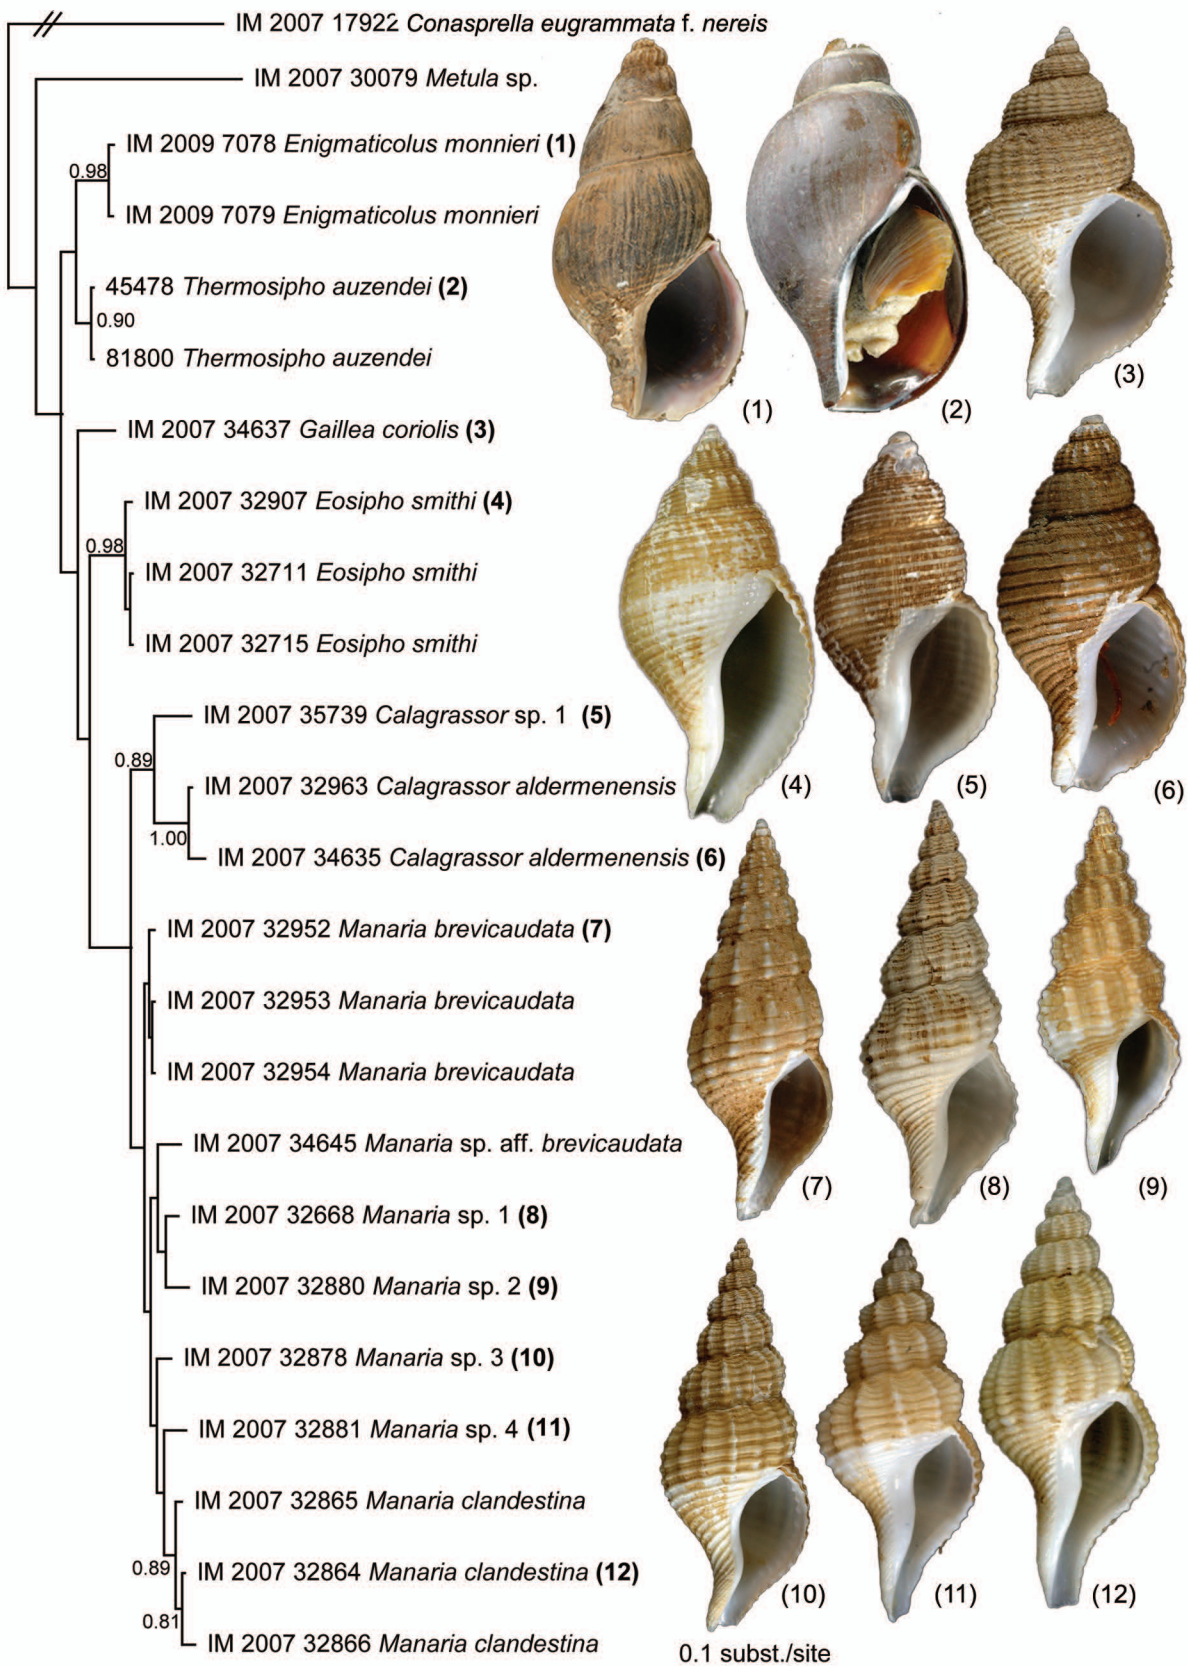 IM 2007 17922 Conasprella eugrammata f. nereis
IM 2007 30079 Metula sp.
IM 2009 7078 Enigmaticolus monnieri (1)
0.98
IM 2009 7079 Enigmaticolus monnieri
45478 Thermosipho auzendei (2)
0.90
81800 Thermosipho auzendei
(1)
(2)
(3)
IM 2007 34637 Gaillea coriolis (3)
IM 2007 32907 Eosipho smithi (4)
0.98
IM 2007 32711 Eosipho smithi
IM 2007 32715 Eosipho smithi
IM 2007 35739 Calagrassor sp. 1 (5)
0.89
IM 2007 32963 Calagrassor aldermenensis
(4)
(5)
(6)
1.00
IM 2007 34635 Calagrassor aldermenensis (6)
IM 2007 32952 Manaria brevicaudata (7)
IM 2007 32953 Manaria brevicaudata
IM 2007 32954 Manaria brevicaudata
IM 2007 34645 Manaria sp. aff. brevicaudata
(7)
(8)
(9)
IM 2007 32668 Manaria sp. 1 (8)
IM 2007 32880 Manaria sp. 2 (9)
IM 2007 32878 Manaria sp. 3 (10)
IM 2007 32881 Manaria sp. 4 (11)
IM 2007 32865 Manaria clandestina
0.89
IM 2007 32864 Manaria clandestina (12)
(10)
(11)
(12)
0.81
IM 2007 32866 Manaria clandestina
0.1 subst./site